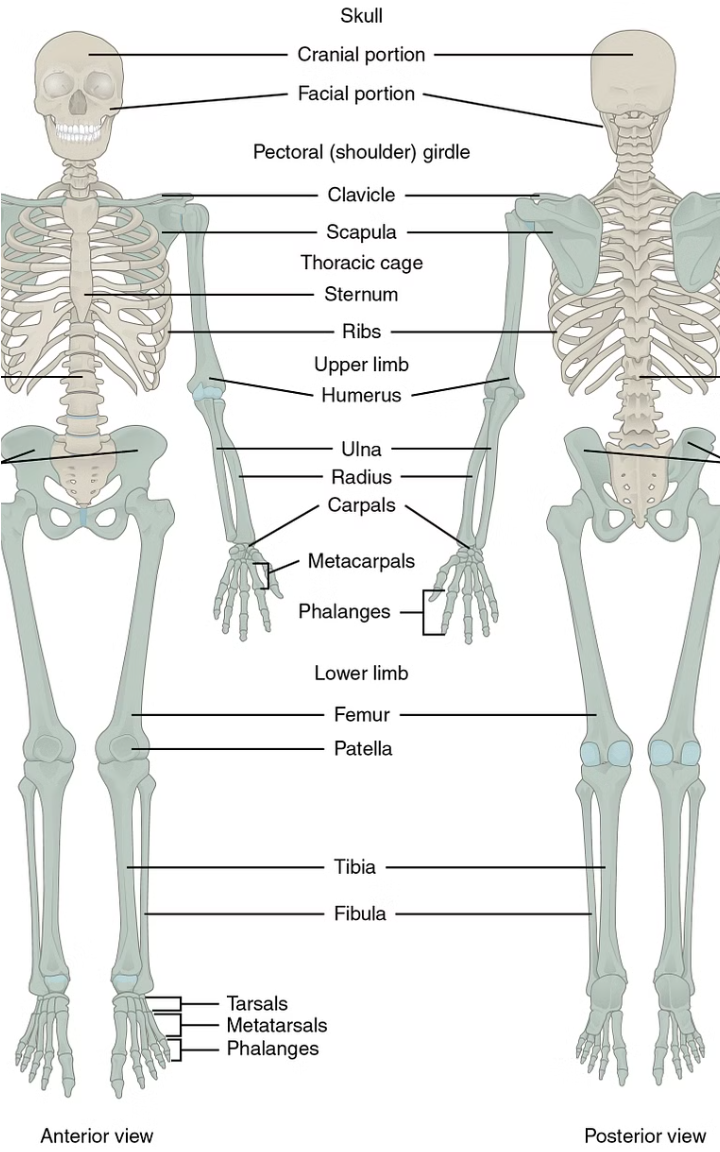 Skull
Cranial portion
Facial portion
Pectoral (shoulder) girdle
Clavicle
Scapula
Thoracic cage
Sternum
Ribs
Upper limb
Humerus
Ulna
Radius
Carpals
Metacarpals
Phalanges
Lower limb
Femur
Patella
Tibia
Fibula
Tarsals
Metatarsals
Phalanges
Anterior view
Posterior view